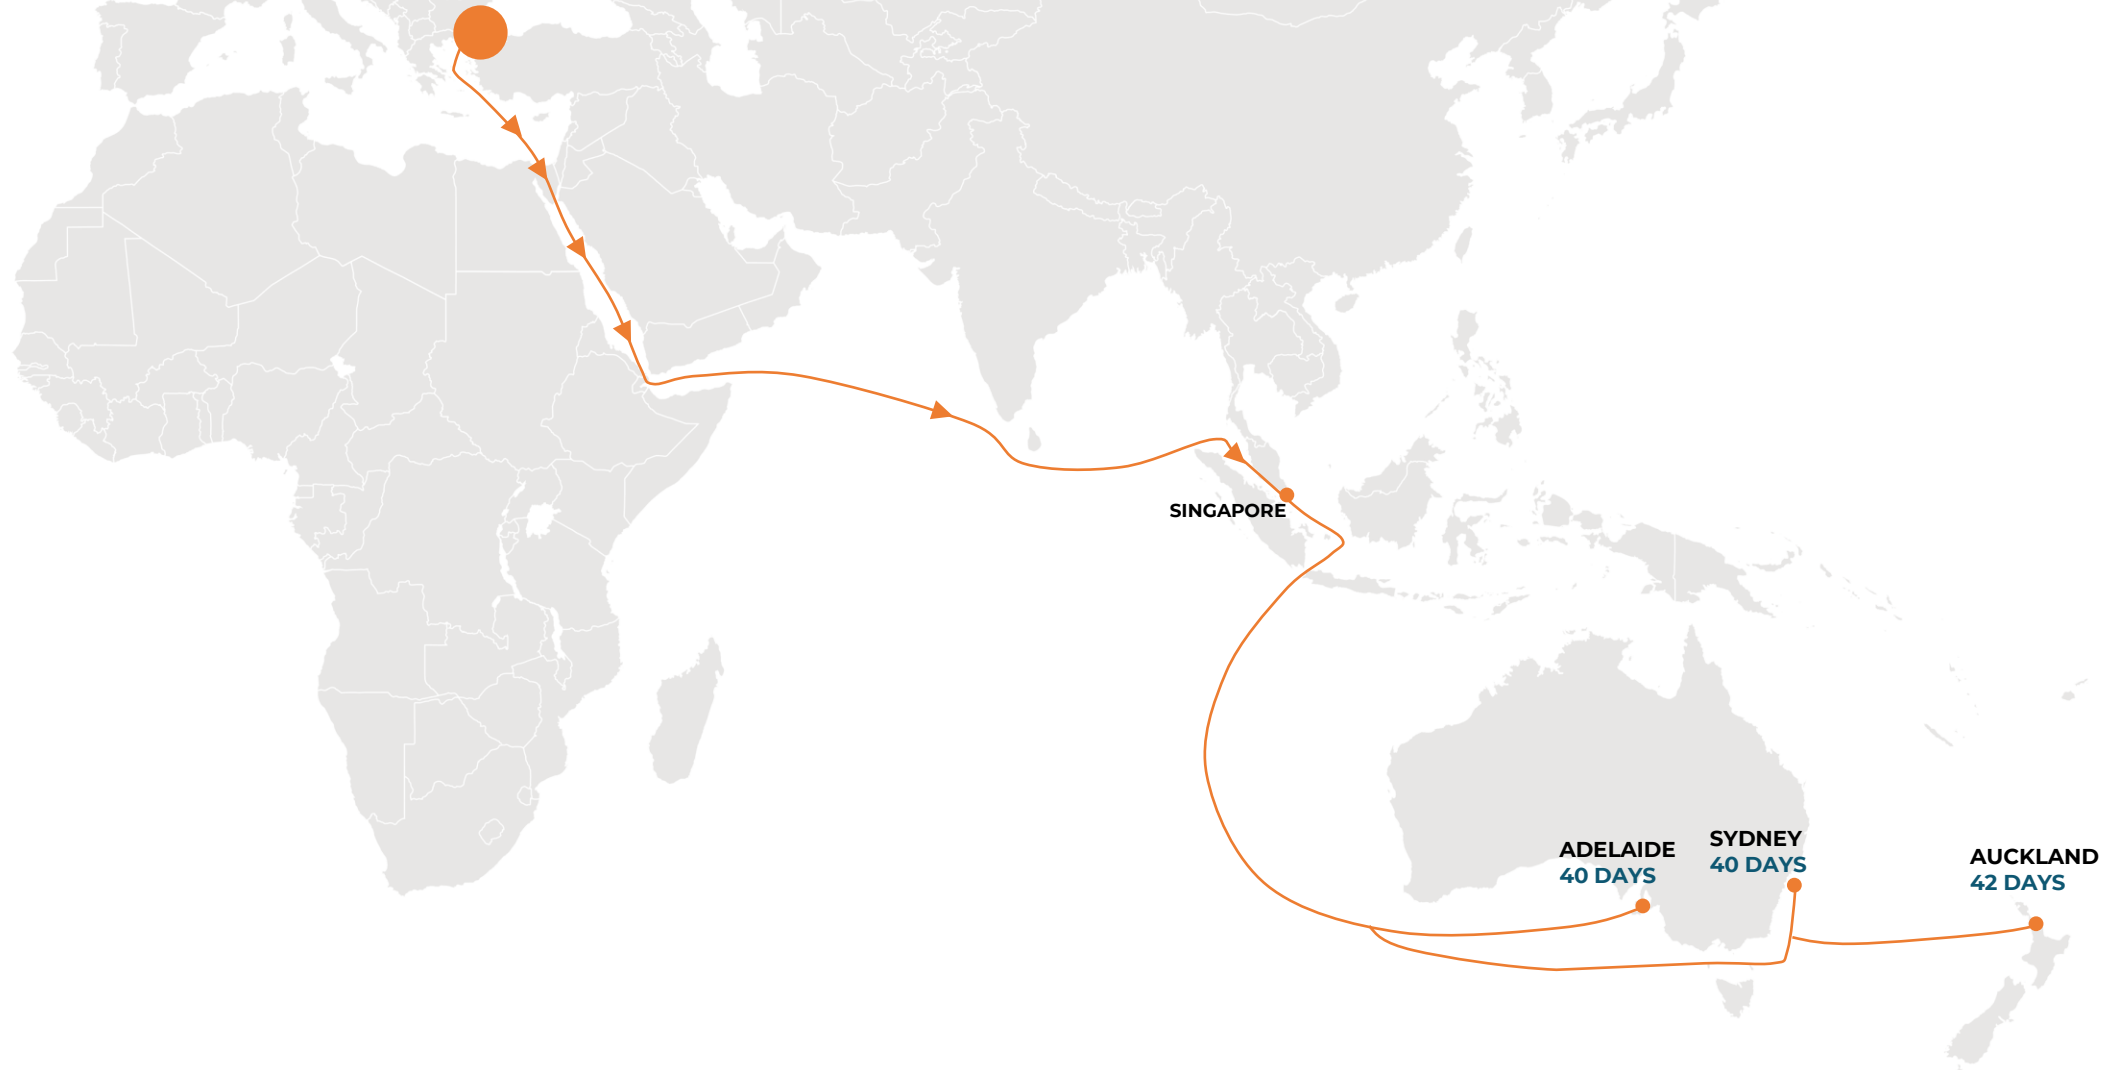 SINGAPORE
ADELAIDE
40 DAYS
SYDNEY
40 DAYS
AUCKLAND
42 DAYS